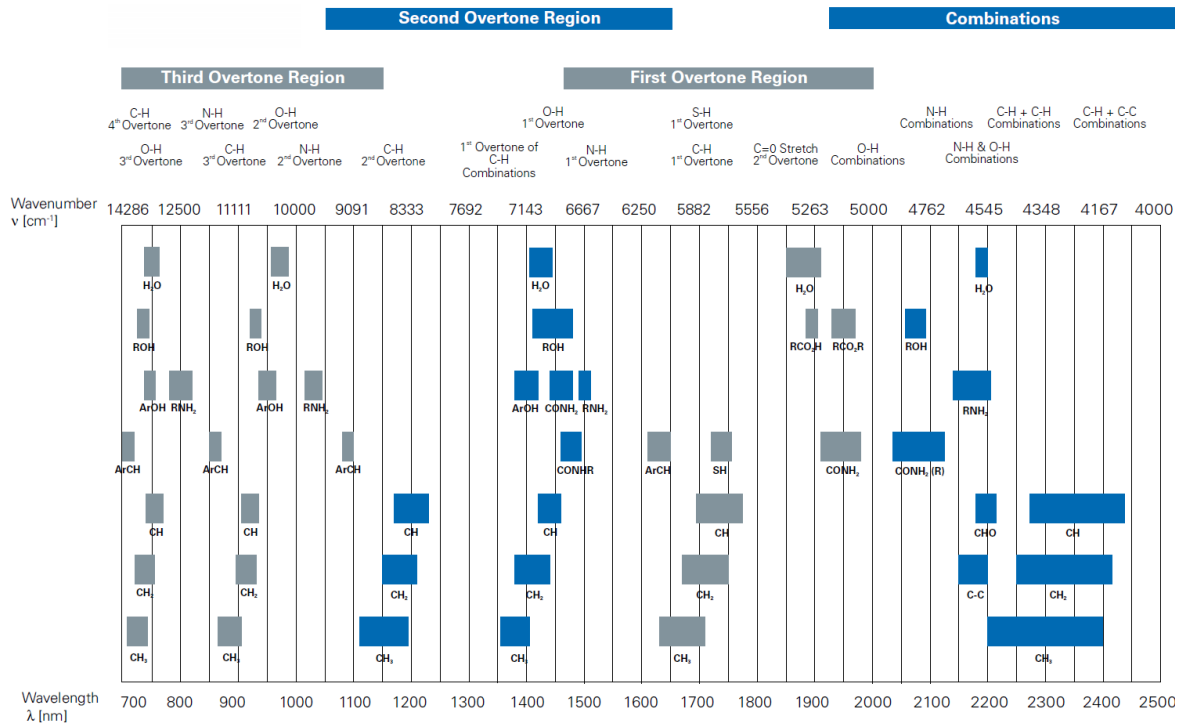 Second Overtone Region
Combinations
Third Overtone Region
First Overtone Region
C-H
4th Overtone
N-H
3rd Overtone
O-H
2nd Overtone
O-H
1st Overtone
S-H
1st Overtone
N-H
Combinations
C-H + C-H
Combinations
C-H + C-C
Combinations
O-H
3rd Overtone
C-H
3rd Overtone
N-H
2nd Overtone
C-H
2nd Overtone
1st Overtone of
C-H
Combinations
N-H
1st Overtone
C-H
1st Overtone
C=0 Stretch
2nd Overtone
O-H
Combinations
N-H & O-H
Combinations
Wavenumber
ν [cm-1]
14286 12500 11111 10000 9091 8333 7692 7143 6667 6250 5882 5556 5263 5000 4762 4545 4348 4167 4000
H2O H2O H2O H2O H2O
ROH ROH ROH RCO2H RCO2R ROH
ArOH RNH2 ArOH RNH2 ArOH CONH2 RNH2 RNH2
ArCH ArCH ArCH CONHR ArCH SH CONH2 CONH2 (R)
CH CH CH CH CH CHO CH
CH2 CH2 CH2 CH2 CH2 C-C CH2
CH3 CH3 CH3 CH3 CH3 CH3
Wavelength
λ [nm]
700 800 900 1000 1100 1200 1300 1400 1500 1600 1700 1800 1900 2000 2100 2200 2300 2400 2500